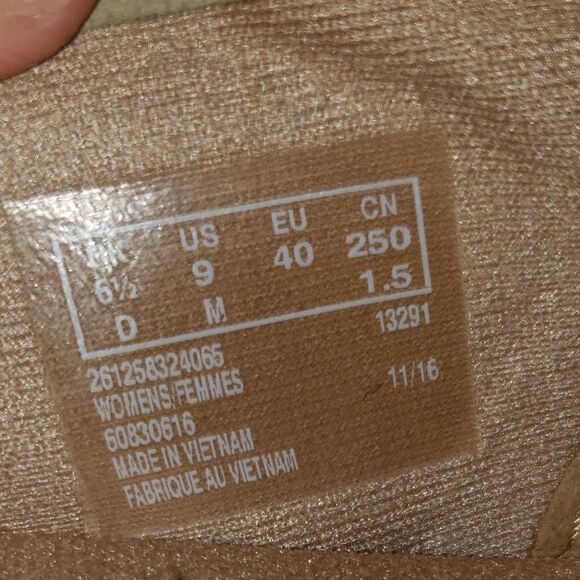 US EU CN
6½ 9 40 250
D M 1.5
13291
261258324065
WOMENS/FEMMES 11/16
60830616
MADE IN VIETNAM
FABRIQUE AU VIETNAM